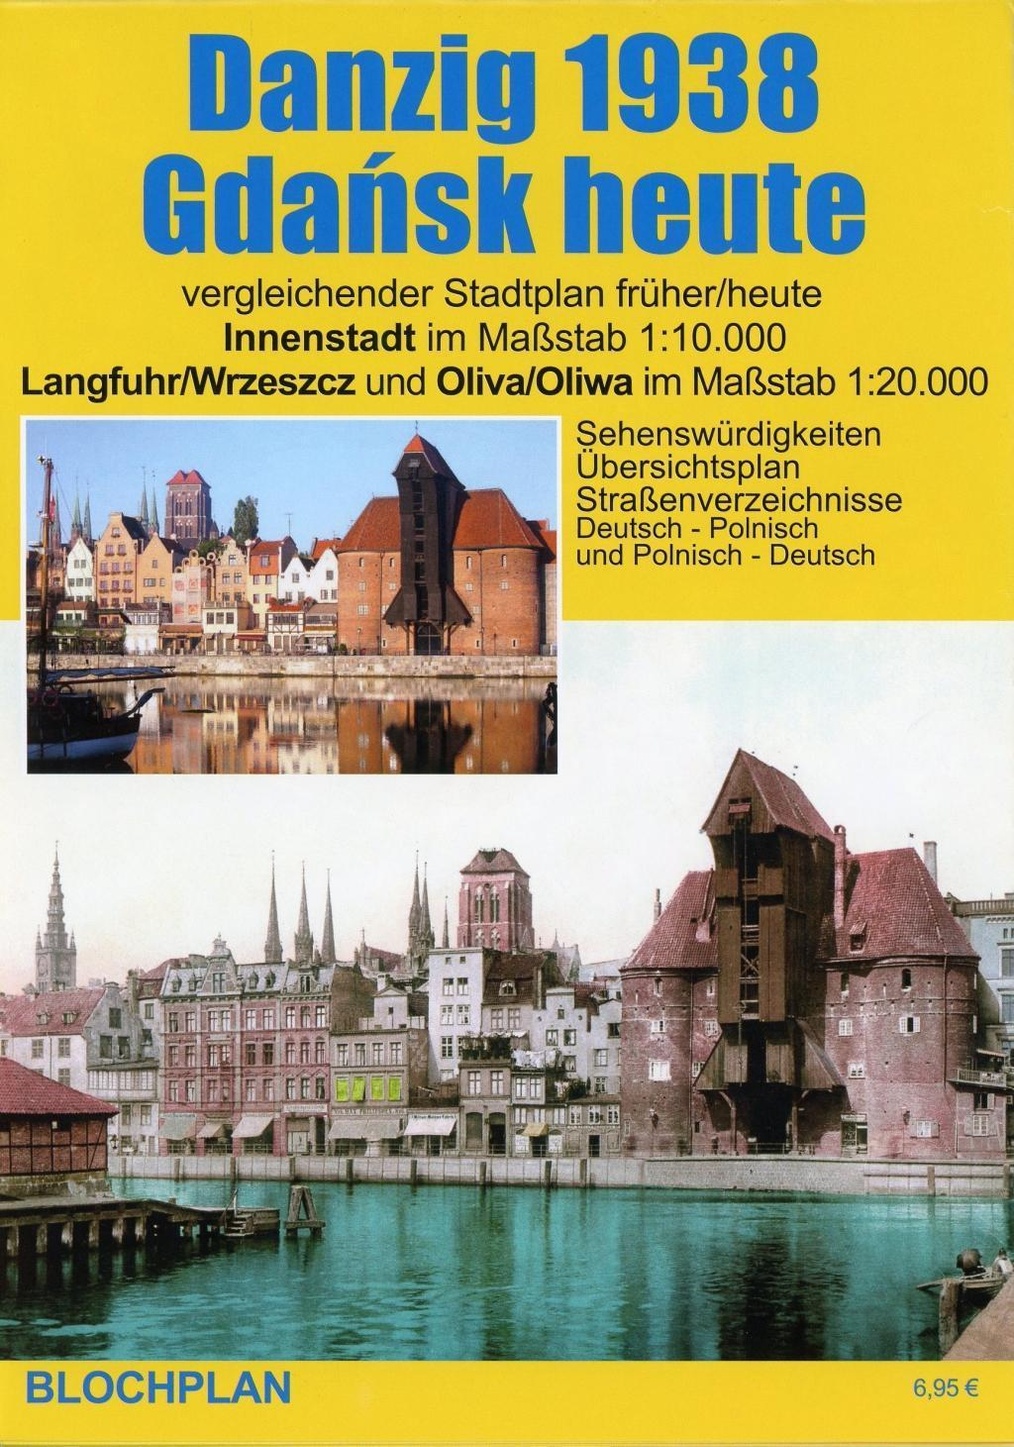 Danzig 1938
Gdańsk heute
vergleichender Stadtplan früher/heute
Innenstadt im Maßstab 1:10.000
Langfuhr/Wrzeszcz und Oliva/Oliwa im Maßstab 1:20.000
Sehenswürdigkeiten
Übersichtsplan
Straßenverzeichnisse
Deutsch - Polnisch
und Polnisch - Deutsch
BLOCHPLAN
6,95 €